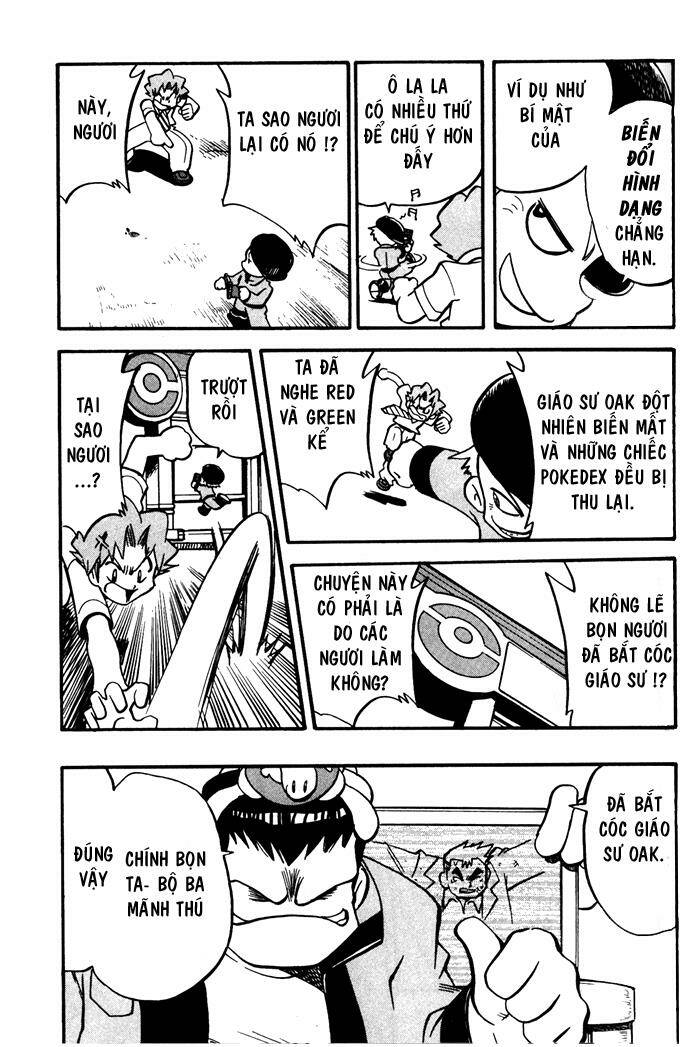 NÀY,
NGƯƠI
TA SAO NGƯƠI
LẠI CÓ NÓ !?
Ô LA LA
CÓ NHIỀU THỨ
ĐỂ CHÚ Ý HƠN
ĐẤY
VÍ DỤ NHƯ
BÍ MẬT
CỦA
BIẾN
ĐỔI
HÌNH
DẠNG
CHẲNG
HẠN.
TẠI
SAO
NGƯƠI
...?
TRƯỢT
RỒI
TA ĐÃ
NGHE RED
VÀ GREEN
KỂ
GIÁO SƯ OAK ĐỘT
NHIÊN BIẾN MẤT
VÀ NHỮNG CHIẾC
POKEDEX ĐỀU BỊ
THU LẠI.
CHUYỆN NÀY
CÓ PHẢI LÀ
DO CÁC
NGƯƠI LÀM
KHÔNG?
KHÔNG LẼ
BỌN NGƯƠI
ĐÃ BẮT CÓC
GIÁO SƯ !?
ĐÚNG
VẬY
CHÍNH BỌN
TA- BỘ BA
MÃNH THÚ
ĐÃ BẮT
CÓC GIÁO
SƯ OAK.